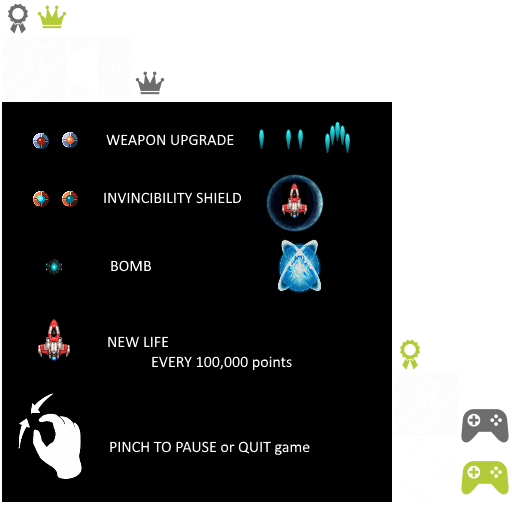 WEAPON UPGRADE
INVINCIBILITY SHIELD
BOMB
NEW LIFE
EVERY 100,000 points
PINCH TO PAUSE or QUIT game